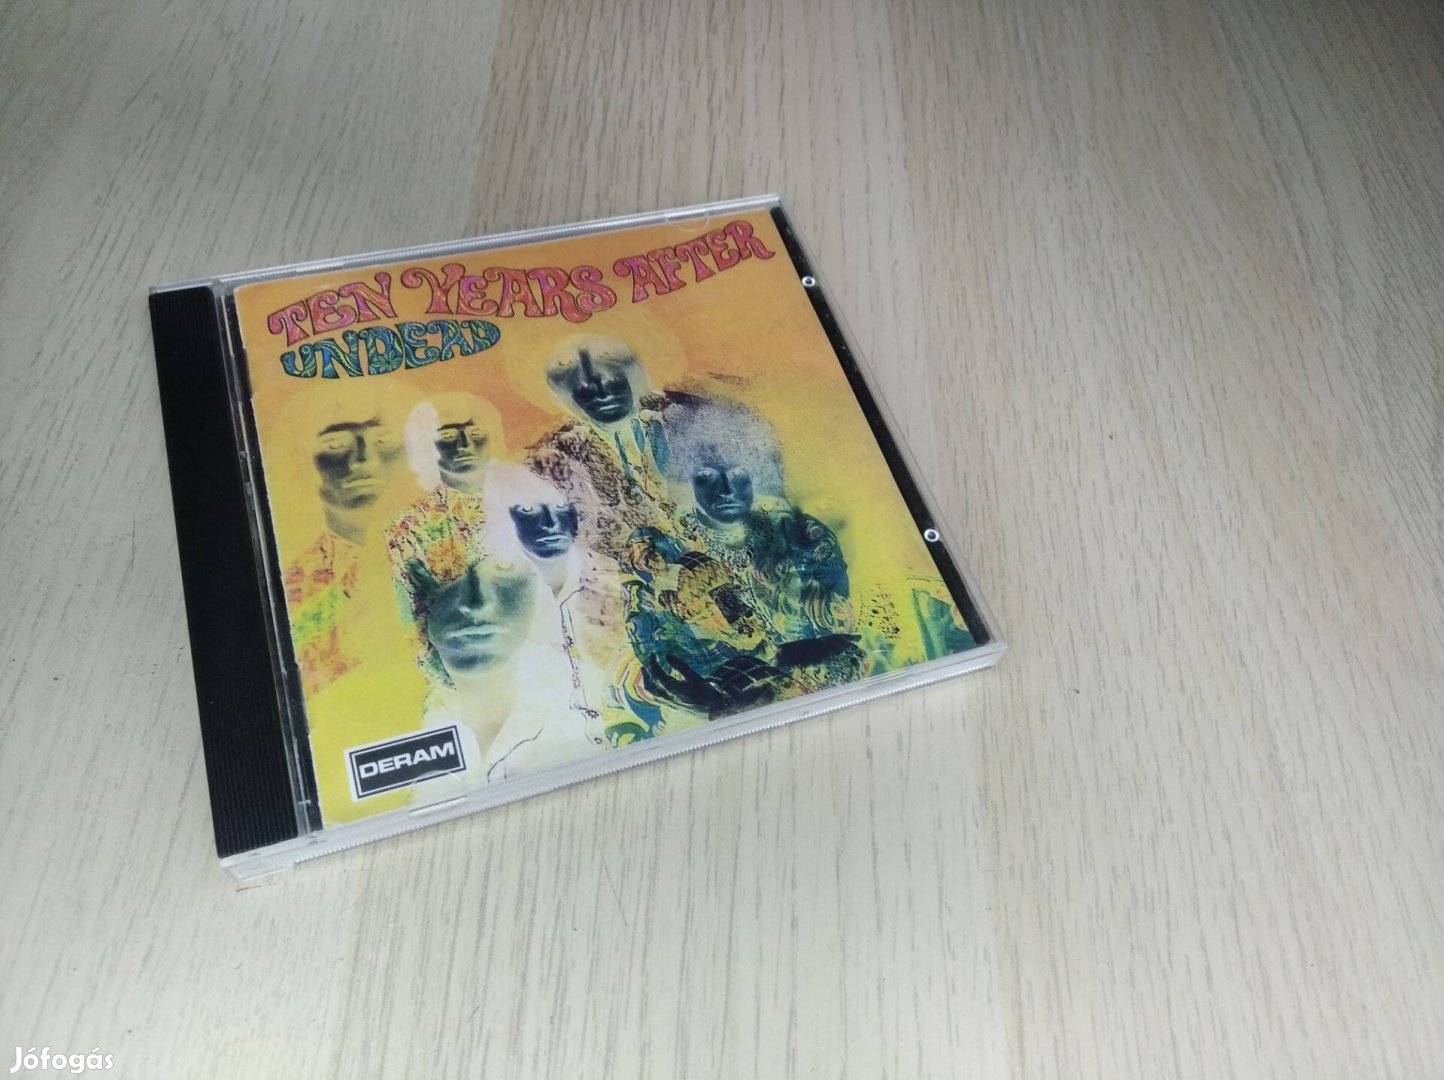 TEN YEARS AFTER
UNDEAD
DERAM
Jófogás